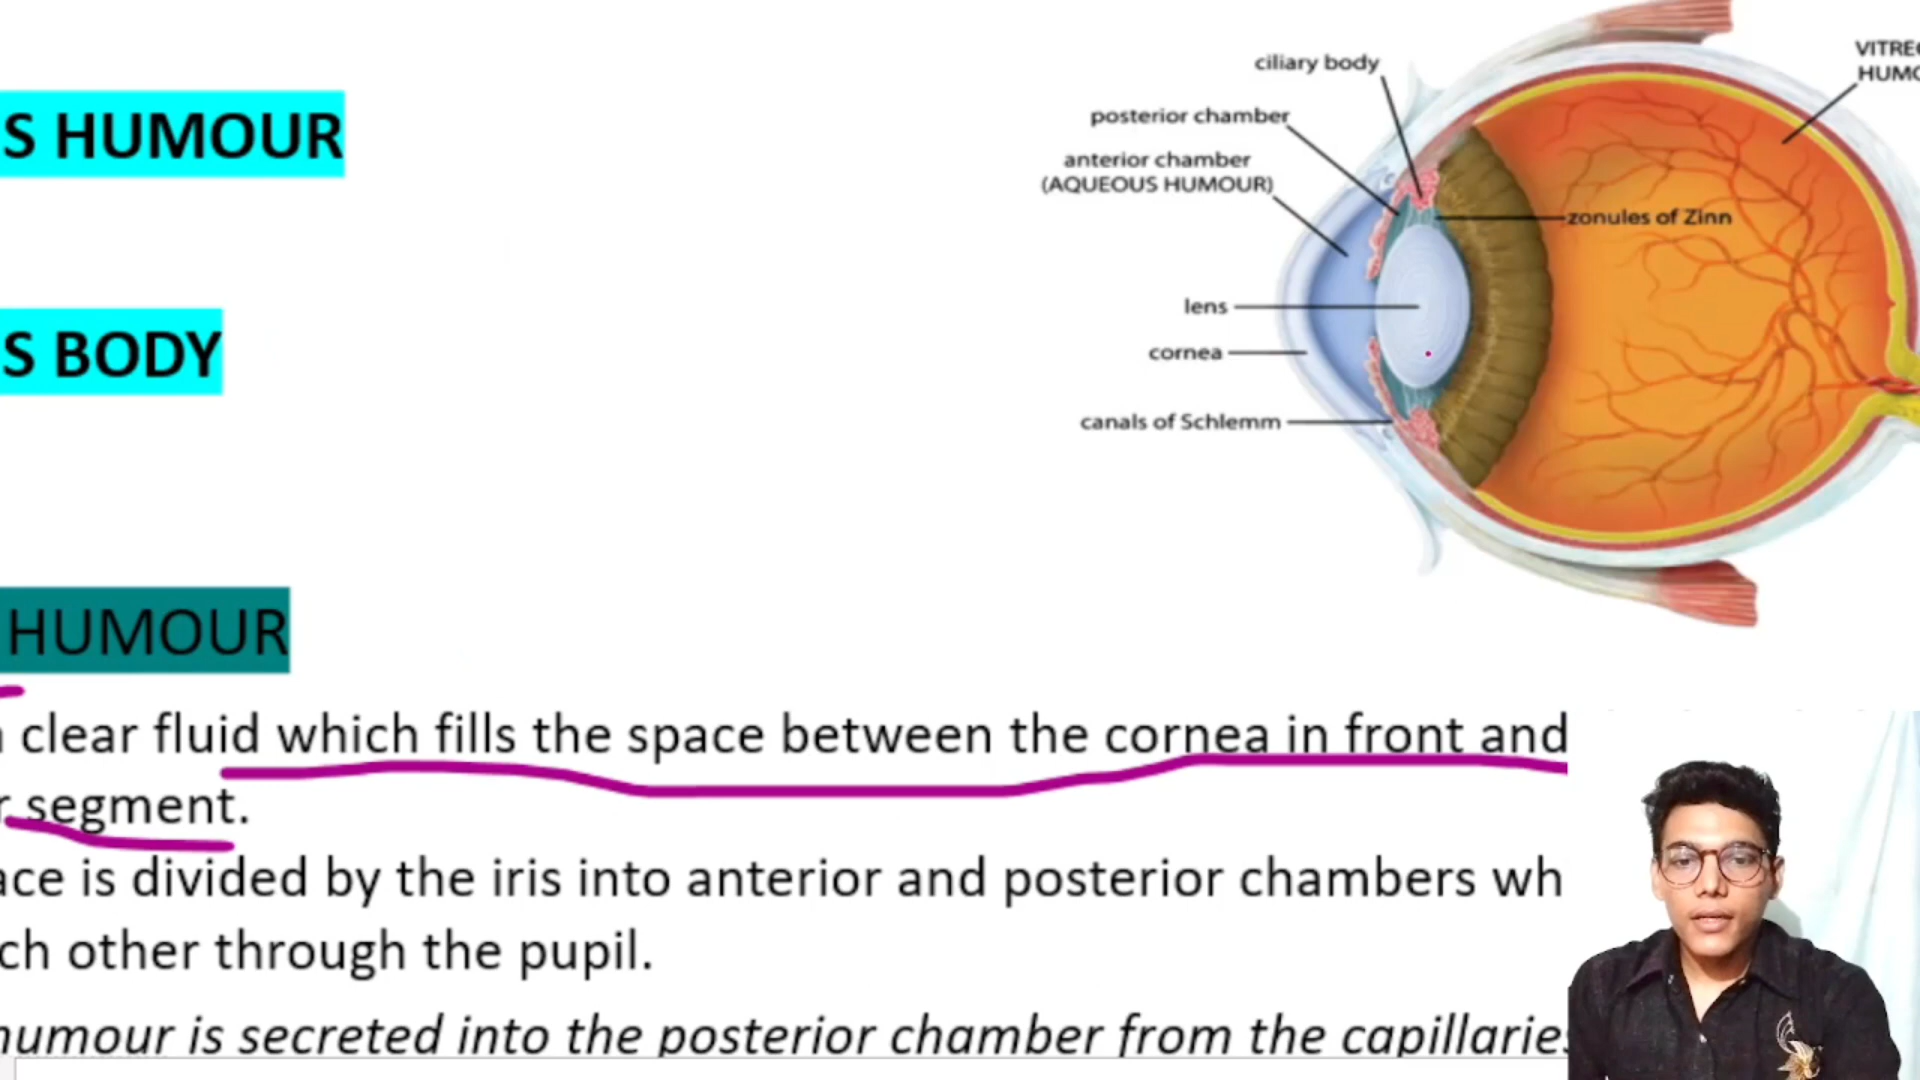 S HUMOUR
S BODY
ciliary body
posterior chamber
anterior chamber
(AQUEOUS HUMOUR)
lens
cornea
canals of Schlemm
zonules of Zinn
VITREO
HUMO
HUMOUR
clear fluid which fills the space between the cornea in front and
r segment.
ace is divided by the iris into anterior and posterior chambers wh
ch other through the pupil.
humour is secreted into the posterior chamber from the capillaries